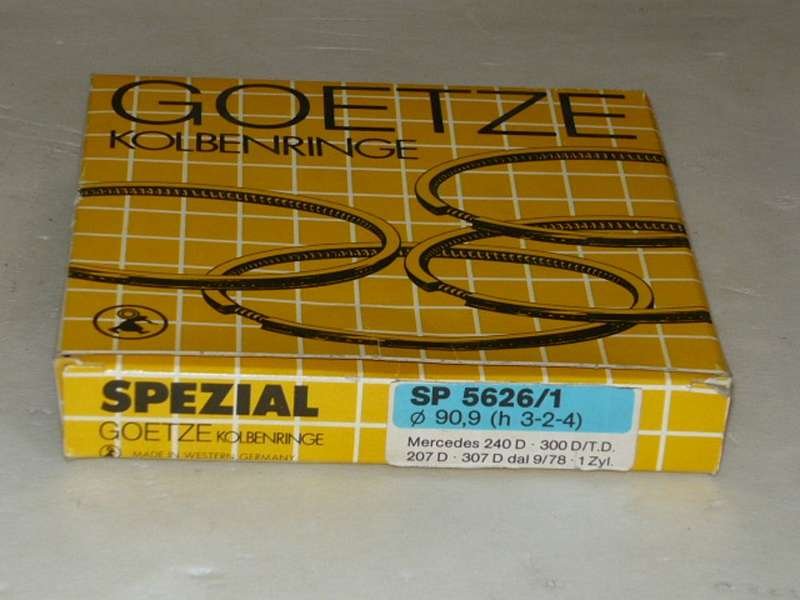 GOETZE
KOLBENRINGE
SPEZIAL
GOETZE KOLBENRINGE
MADE IN WESTERN GERMANY
SP 5626/1
ø 90,9 (h 3-2-4)
Mercedes 240 D · 300 D/T.D.
207 D · 307 D dal 9/78 · 1 Zyl.